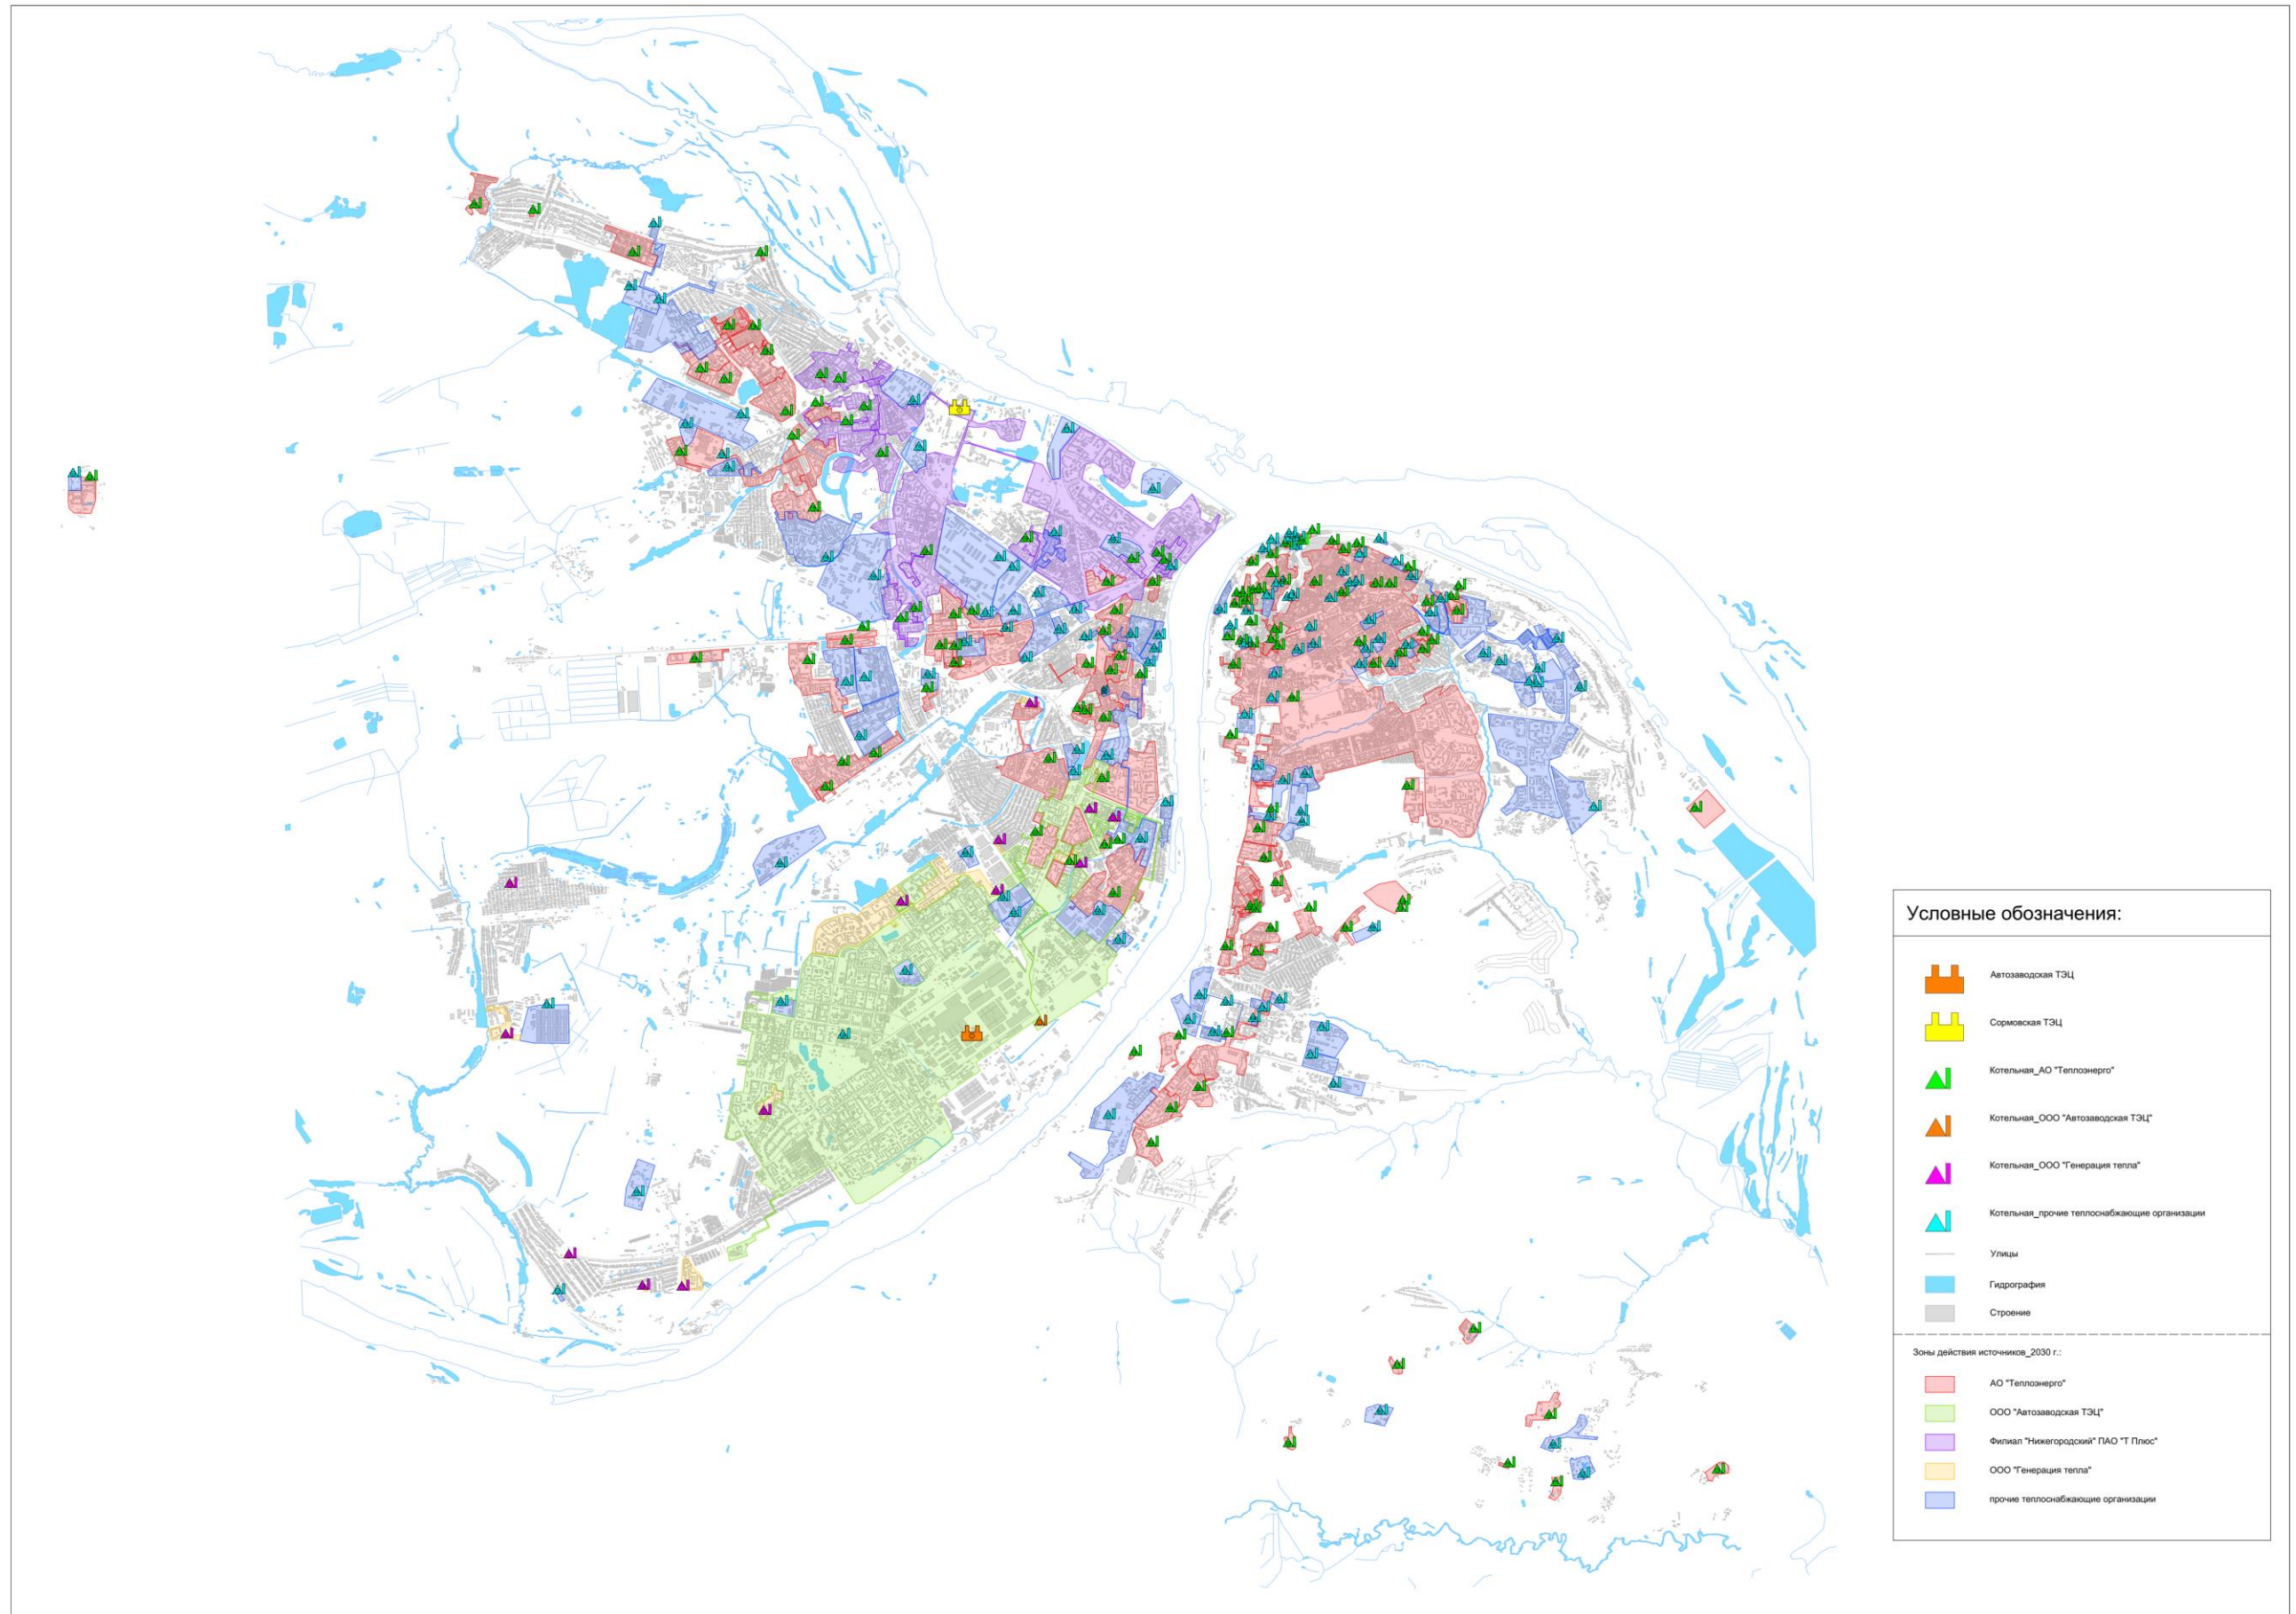 Условные обозначения:
Автозаводская ТЭЦ
Сормовская ТЭЦ
Котельная_АО "Теплоэнерго"
Котельная_ООО "Автозаводская ТЭЦ"
Котельная_ООО "Генерация тепла"
Котельная_прочие теплоснабжающие организации
Улицы
Гидрография
Строение
Зоны действия источников_2030 г.:
АО "Теплоэнерго"
ООО "Автозаводская ТЭЦ"
Филиал "Нижегородский" ПАО "Т Плюс"
ООО "Генерация тепла"
прочие теплоснабжающие организации